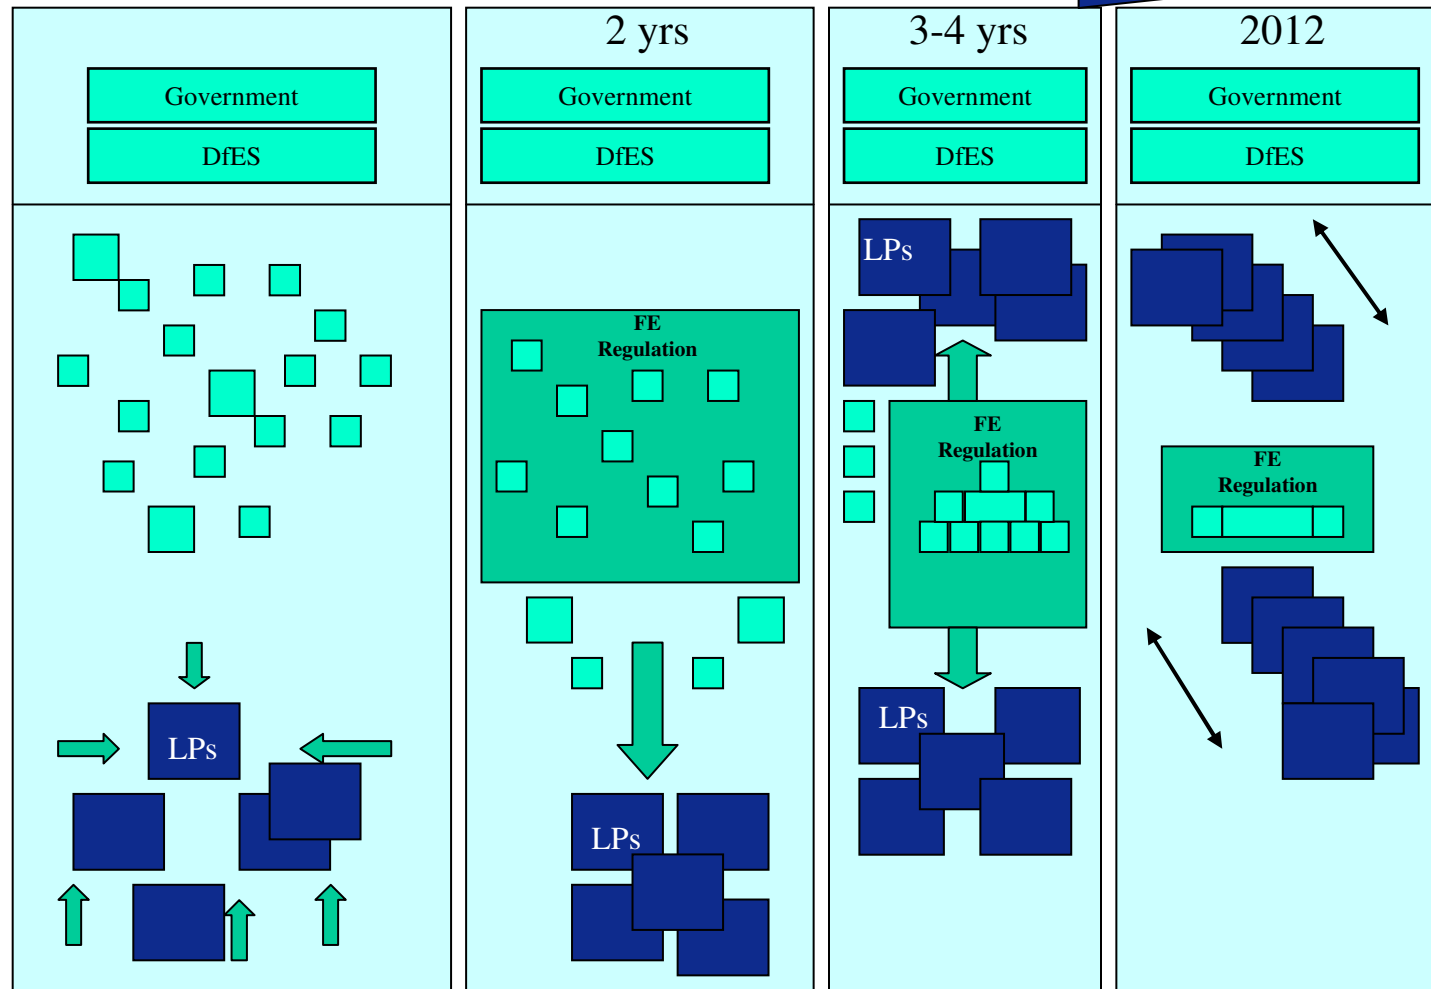 Government
DfES
LPs
2 yrs
Government
DfES
FE
Regulation
LPs
3-4 yrs
Government
DfES
LPs
FE
Regulation
LPs
2012
Government
DfES
FE
Regulation